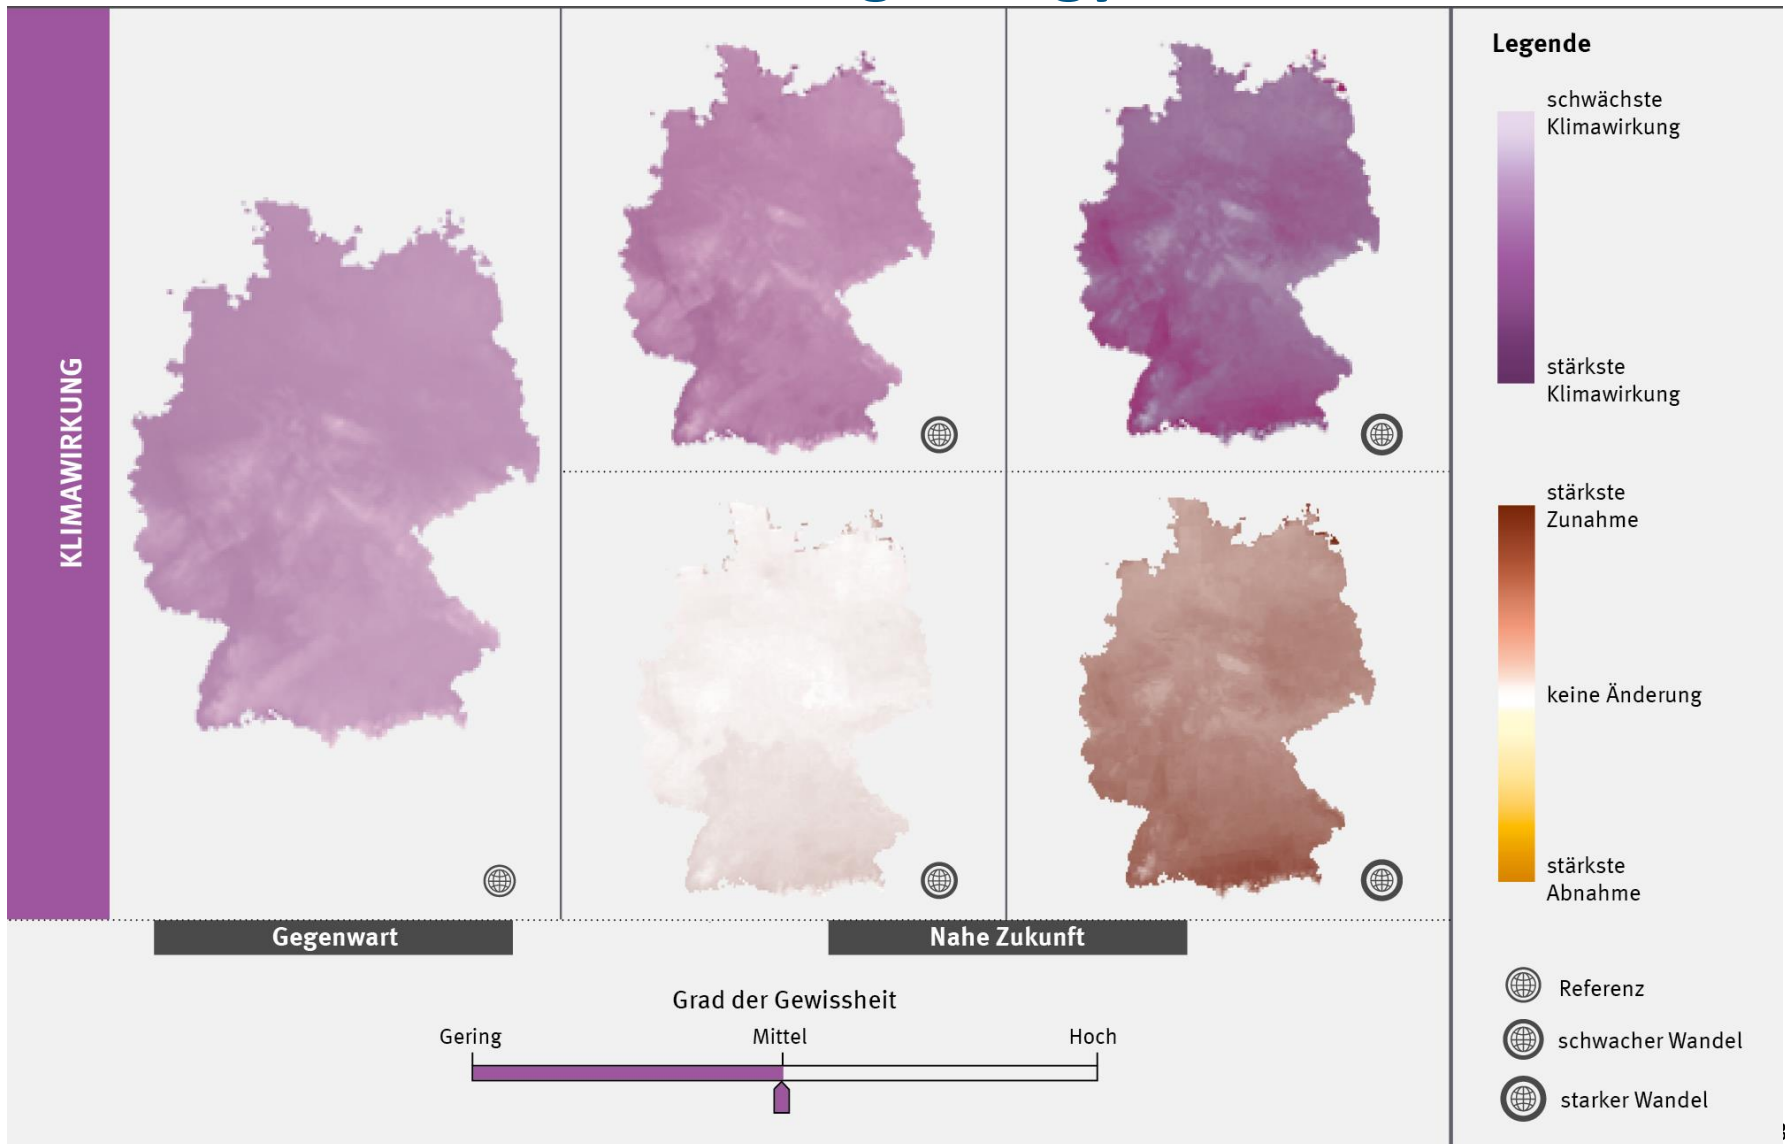 KLIMAWIRKUNG
Legende
schwächste
Klimawirkung
stärkste
Klimawirkung
stärkste
Zunahme
keine Änderung
stärkste
Abnahme
Gegenwart
Nahe Zukunft
Grad der Gewissheit
Gering
Mittel
Hoch
Referenz
schwacher Wandel
starker Wandel